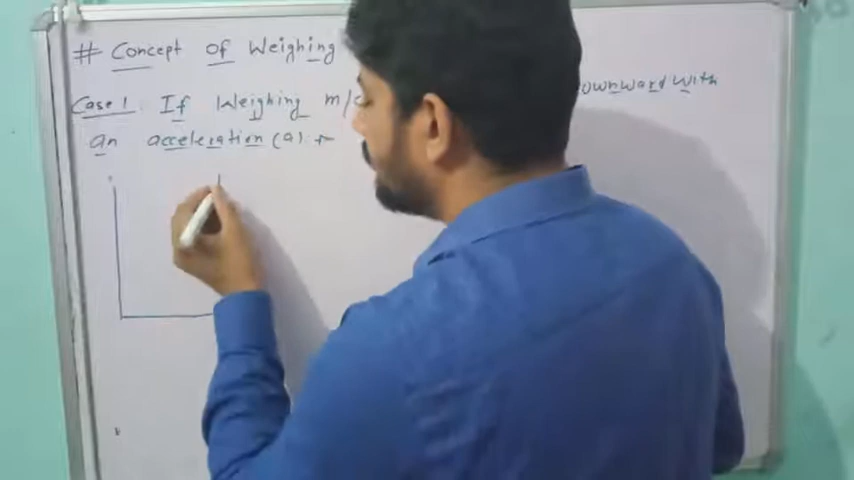 # Concept of Weighing
Case 1. If Weighing m/c ownward with
an acceleration (a) :-